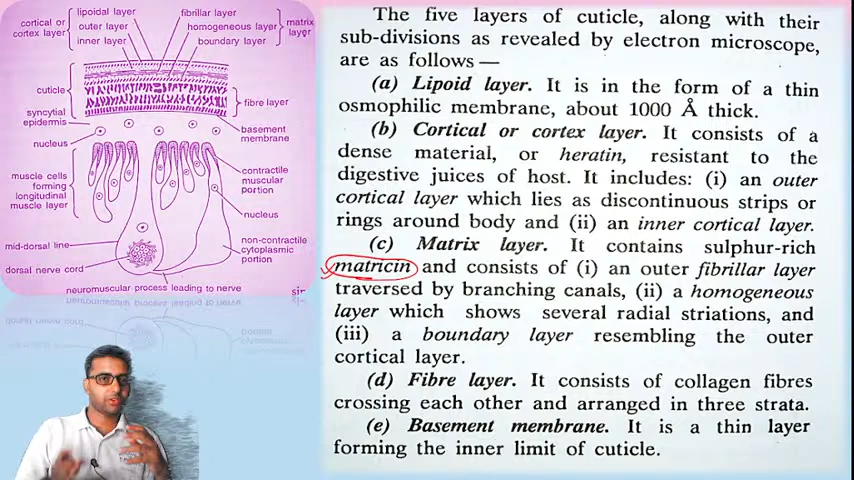 lipoidal layer
outer layer
inner layer
cortical or
cortex layer
fibrillar layer
homogeneous layer
boundary layer
matrix
layer
cuticle
fibre layer
syncytial
epidermis
basement
membrane
nucleus
muscle cells
forming
longitudinal
muscle layer
contractile
muscular
portion
nucleus
mid-dorsal line
non-contractile
cytoplasmic
portion
dorsal nerve cord
neuromuscular process leading to nerve
sir
The five layers of cuticle, along with their
sub-divisions as revealed by electron microscope,
are as follows —
(a) Lipoid layer. It is in the form of a thin
osmophilic membrane, about 1000 Å thick.
(b) Cortical or cortex layer. It consists of a
dense material, or heratin, resistant to the
digestive juices of host. It includes: (i) an outer
cortical layer which lies as discontinuous strips or
rings around body and (ii) an inner cortical layer.
(c) Matrix layer. It contains sulphur-rich
matricin and consists of (i) an outer fibrillar layer
traversed by branching canals, (ii) a homogeneous
layer which shows several radial striations, and
(iii) a boundary layer resembling the outer
cortical layer.
(d) Fibre layer. It consists of collagen fibres
crossing each other and arranged in three strata.
(e) Basement membrane. It is a thin layer
forming the inner limit of cuticle.